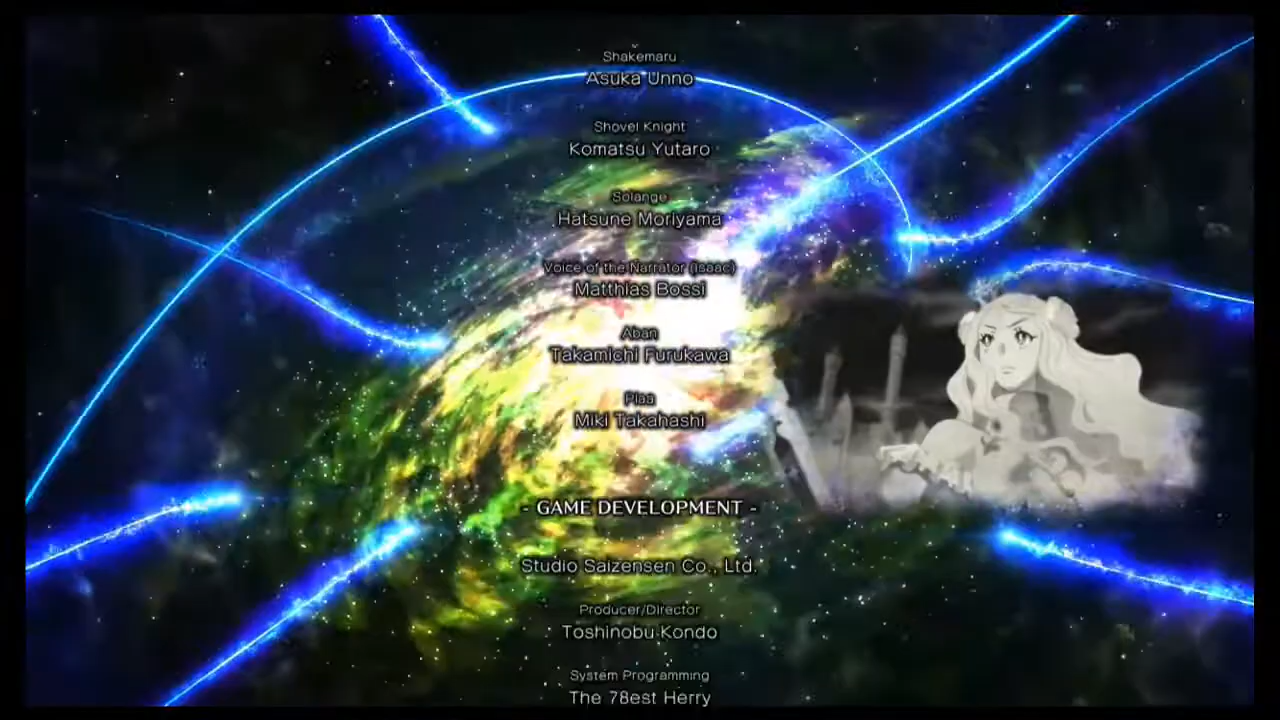 Shakemaru
Asuka Unno
Shovel Knight
Komatsu Yutaro
Solange
Hatsune Moriyama
Voice of the Narrator (Isaac)
Matthias Bossi
Aban
Takamichi Furukawa
Plaa
Miki Takahashi
- GAME DEVELOPMENT -
Studio Saizensen Co., Ltd.
Producer/Director
Toshinobu Kondo
System Programming
The 78est Herry